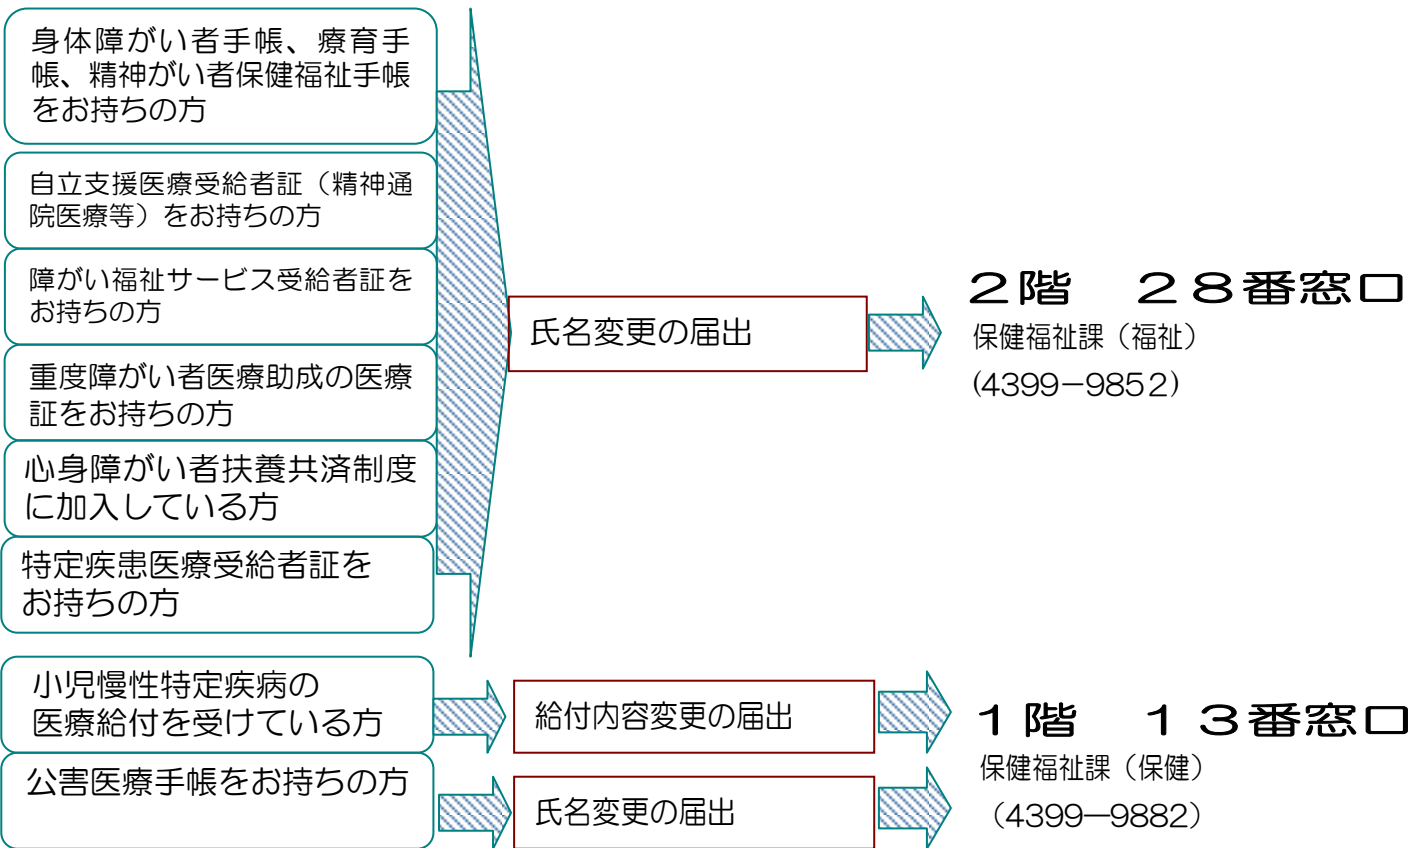 身体障がい者手帳、療育手
帳、精神がい者保健福祉手帳
をお持ちの方
自立支援医療受給者証（精神通
院医療等）をお持ちの方
障がい福祉サービス受給者証を
お持ちの方
重度障がい者医療助成の医療
証をお持ちの方
心身障がい者扶養共済制度
に加入している方
特定疾患医療受給者証を
お持ちの方
氏名変更の届出
２階　２８番窓口
保健福祉課（福祉）
(4399－9852)
小児慢性特定疾病の
医療給付を受けている方
給付内容変更の届出
公害医療手帳をお持ちの方
氏名変更の届出
１階　１３番窓口
保健福祉課（保健）
（4399―9882）